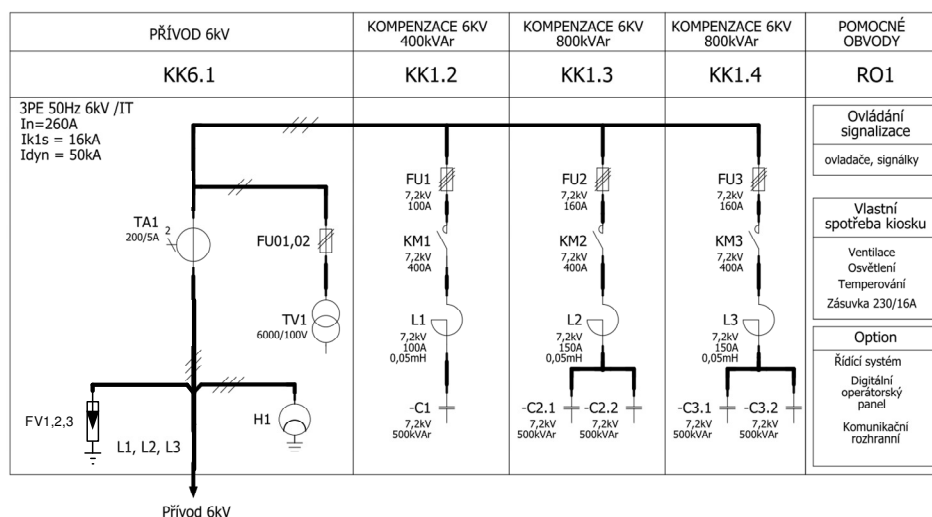 PŘÍVOD 6kV
KOMPENZACE 6KV
400kVAr
KOMPENZACE 6KV
800kVAr
KOMPENZACE 6KV
800kVAr
POMOCNÉ
OBVODY
KK6.1
KK1.2
KK1.3
KK1.4
RO1
3PE 50Hz 6kV /IT
In=260A
Ik1s = 16kA
Idyn = 50kA
TA1
2
200/5A
FU01,02
TV1
6000/100V
FV1,2,3
H1
L1, L2, L3
Přívod 6kV
FU1
7,2kV
100A
KM1
7,2kV
400A
L1
7,2kV
100A
0,05mH
-C1
7,2kV
500kVAr
FU2
7,2kV
160A
KM2
7,2kV
400A
L2
7,2kV
150A
0,05mH
-C2.1
7,2kV
500kVAr
-C2.2
7,2kV
500kVAr
FU3
7,2kV
160A
KM3
7,2kV
400A
L3
7,2kV
150A
0,05mH
-C3.1
7,2kV
500kVAr
-C3.2
7,2kV
500kVAr
Ovládání
signalizace
ovladače, signálky
Vlastní
spotřeba kiosku
Ventilace
Osvětlení
Temperování
Zásuvka 230/16A
Option
Řídící systém
Digitální
operátorský
panel
Komunikační
rozhranní